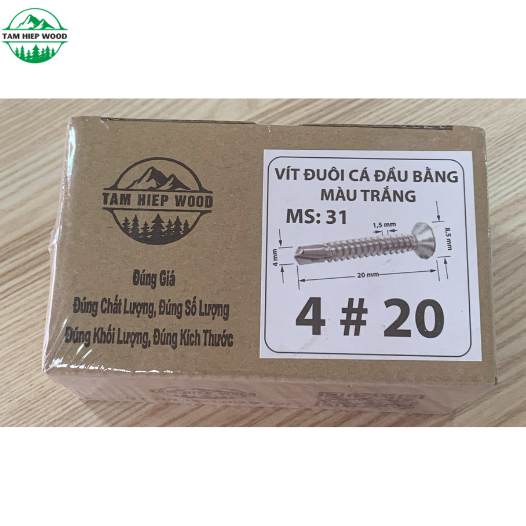 TAM HIEP WOOD
TAM HIEP WOOD
Đúng Giá
Đúng Chất Lượng, Đúng Số Lượng
Đúng Khối Lượng, Đúng Kích Thước
VÍT ĐUÔI CÁ ĐẦU BẰNG
MÀU TRẮNG
MS: 31
1,5 mm
4 mm
8,5 mm
20 mm
4 # 20